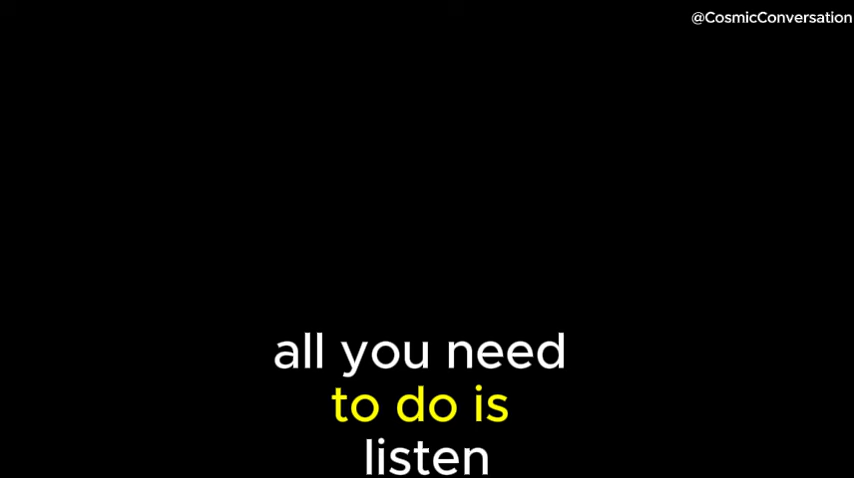 @CosmicConversation
all you need
to do is
listen